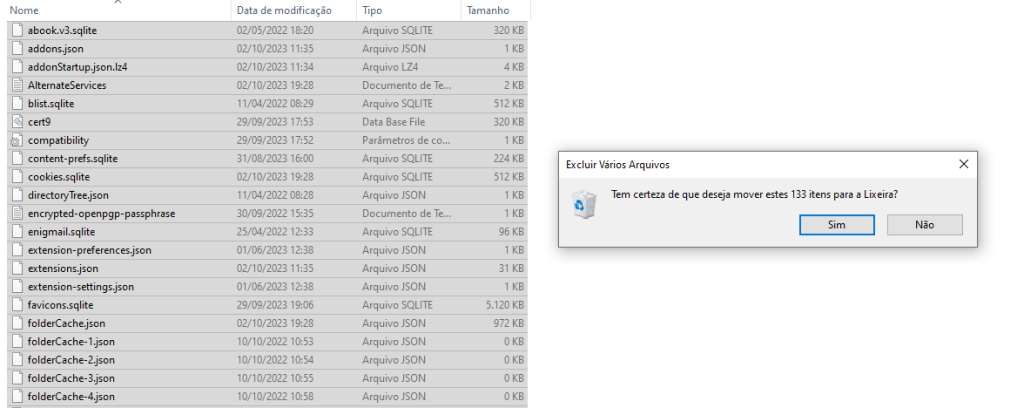 Nome Data de modificação Tipo Tamanho
abook.v3.sqlite 02/05/2022 18:20 Arquivo SQLITE 320 KB
addons.json 02/10/2023 11:35 Arquivo JSON 1 KB
addonStartup.json.lz4 02/10/2023 11:34 Arquivo LZ4 4 KB
AlternateServices 02/10/2023 19:28 Documento de Te... 2 KB
blist.sqlite 11/04/2022 08:29 Arquivo SQLITE 512 KB
cert9 29/09/2023 17:53 Data Base File 320 KB
compatibility 29/09/2023 17:52 Parâmetros de co... 1 KB
content-prefs.sqlite 31/08/2023 16:00 Arquivo SQLITE 224 KB
cookies.sqlite 02/10/2023 19:28 Arquivo SQLITE 512 KB
directoryTree.json 11/04/2022 08:28 Arquivo JSON 1 KB
encrypted-openpgp-passphrase 30/09/2022 15:35 Documento de Te... 1 KB
enigmail.sqlite 25/04/2022 12:33 Arquivo SQLITE 96 KB
extension-preferences.json 01/06/2023 12:38 Arquivo JSON 1 KB
extensions.json 02/10/2023 11:35 Arquivo JSON 31 KB
extension-settings.json 01/06/2023 12:38 Arquivo JSON 1 KB
favicons.sqlite 29/09/2023 19:06 Arquivo SQLITE 5.120 KB
folderCache.json 02/10/2023 19:28 Arquivo JSON 972 KB
folderCache-1.json 10/10/2022 10:53 Arquivo JSON 0 KB
folderCache-2.json 10/10/2022 10:54 Arquivo JSON 0 KB
folderCache-3.json 10/10/2022 10:55 Arquivo JSON 0 KB
folderCache-4.json 10/10/2022 10:58 Arquivo JSON 0 KB
Excluir Vários Arquivos
Tem certeza de que deseja mover estes 133 itens para a Lixeira?
Sim Não